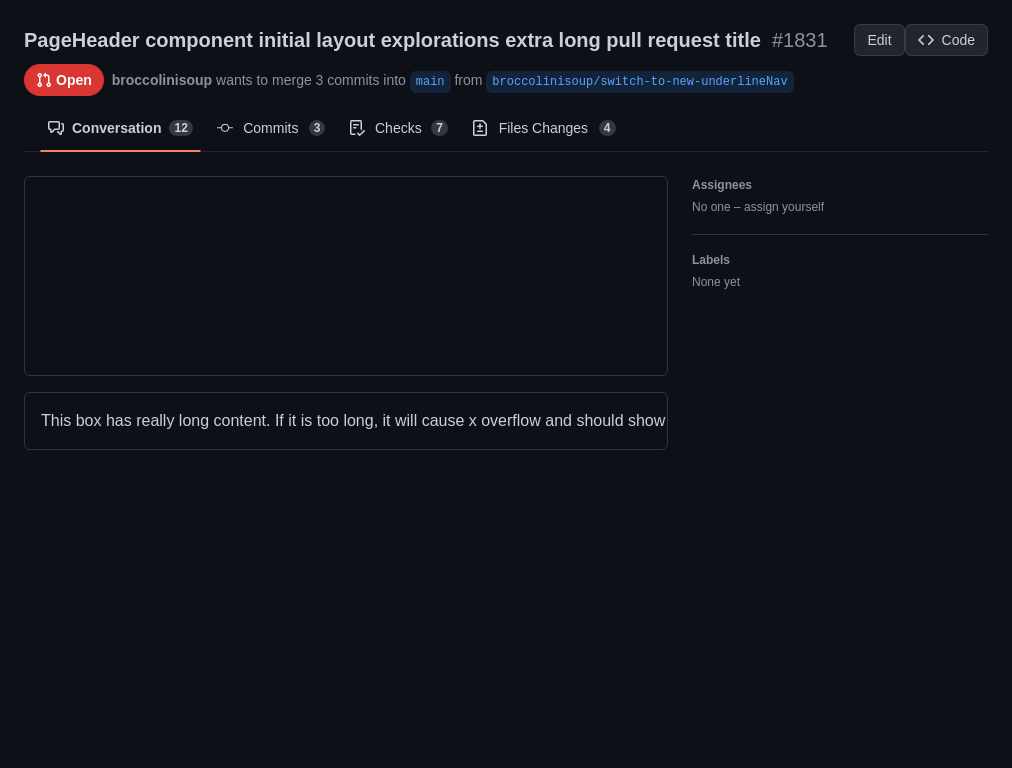 PageHeader component initial layout explorations extra long pull request title #1831 Edit Code
Open broccolinisoup wants to merge 3 commits into main from broccolinisoup/switch-to-new-underlineNav
Conversation 12 Commits 3 Checks 7 Files Changes 4
Assignees
No one – assign yourself
Labels
None yet
This box has really long content. If it is too long, it will cause x overflow and should show